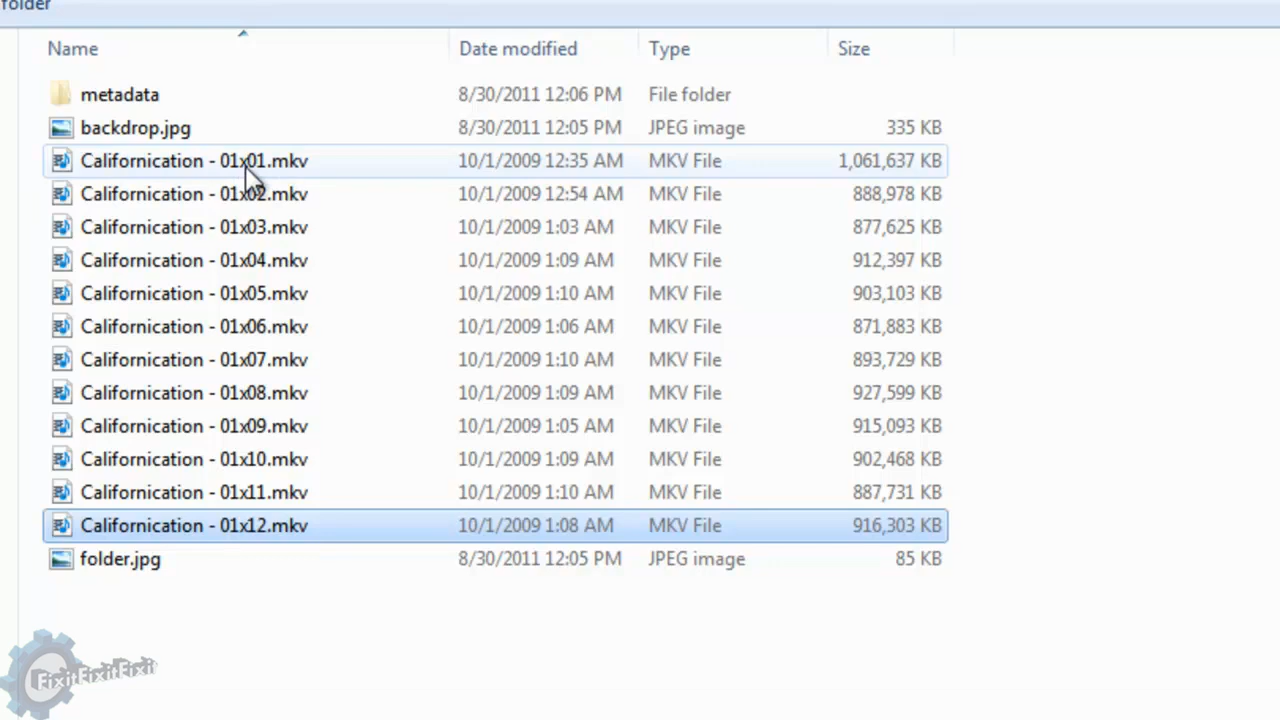 folder
Name Date modified Type Size
metadata 8/30/2011 12:06 PM File folder
backdrop.jpg 8/30/2011 12:05 PM JPEG image 335 KB
Californication - 01x01.mkv 10/1/2009 12:35 AM MKV File 1,061,637 KB
Californication - 01x02.mkv 10/1/2009 12:54 AM MKV File 888,978 KB
Californication - 01x03.mkv 10/1/2009 1:03 AM MKV File 877,625 KB
Californication - 01x04.mkv 10/1/2009 1:09 AM MKV File 912,397 KB
Californication - 01x05.mkv 10/1/2009 1:10 AM MKV File 903,103 KB
Californication - 01x06.mkv 10/1/2009 1:06 AM MKV File 871,883 KB
Californication - 01x07.mkv 10/1/2009 1:10 AM MKV File 893,729 KB
Californication - 01x08.mkv 10/1/2009 1:09 AM MKV File 927,599 KB
Californication - 01x09.mkv 10/1/2009 1:05 AM MKV File 915,093 KB
Californication - 01x10.mkv 10/1/2009 1:09 AM MKV File 902,468 KB
Californication - 01x11.mkv 10/1/2009 1:10 AM MKV File 887,731 KB
Californication - 01x12.mkv 10/1/2009 1:08 AM MKV File 916,303 KB
folder.jpg 8/30/2011 12:05 PM JPEG image 85 KB
FixitFixitFixit